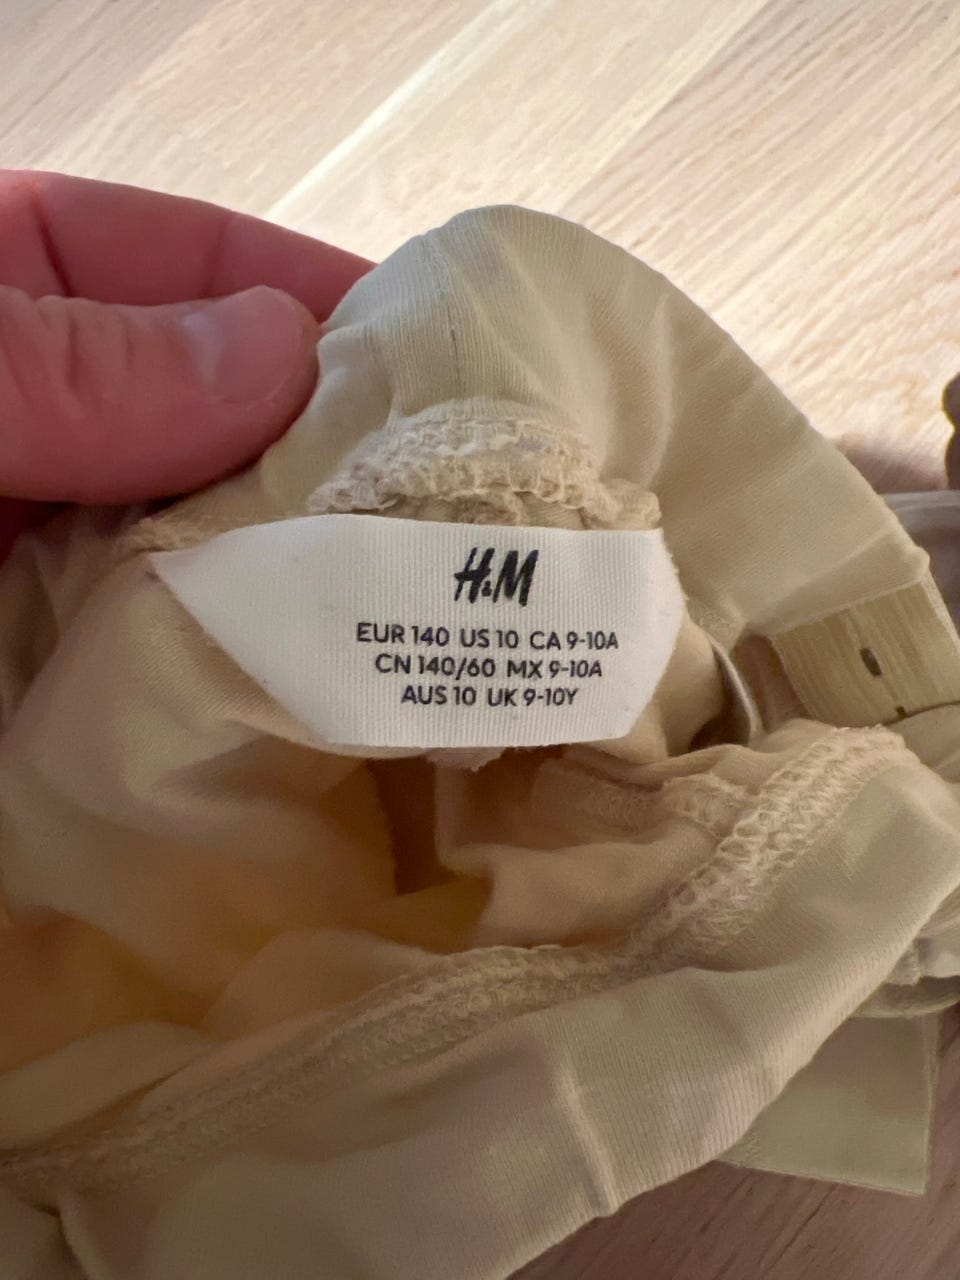 H&M
EUR 140 US 10 CA 9-10A
CN 140/60 MX 9-10A
AUS 10 UK 9-10Y